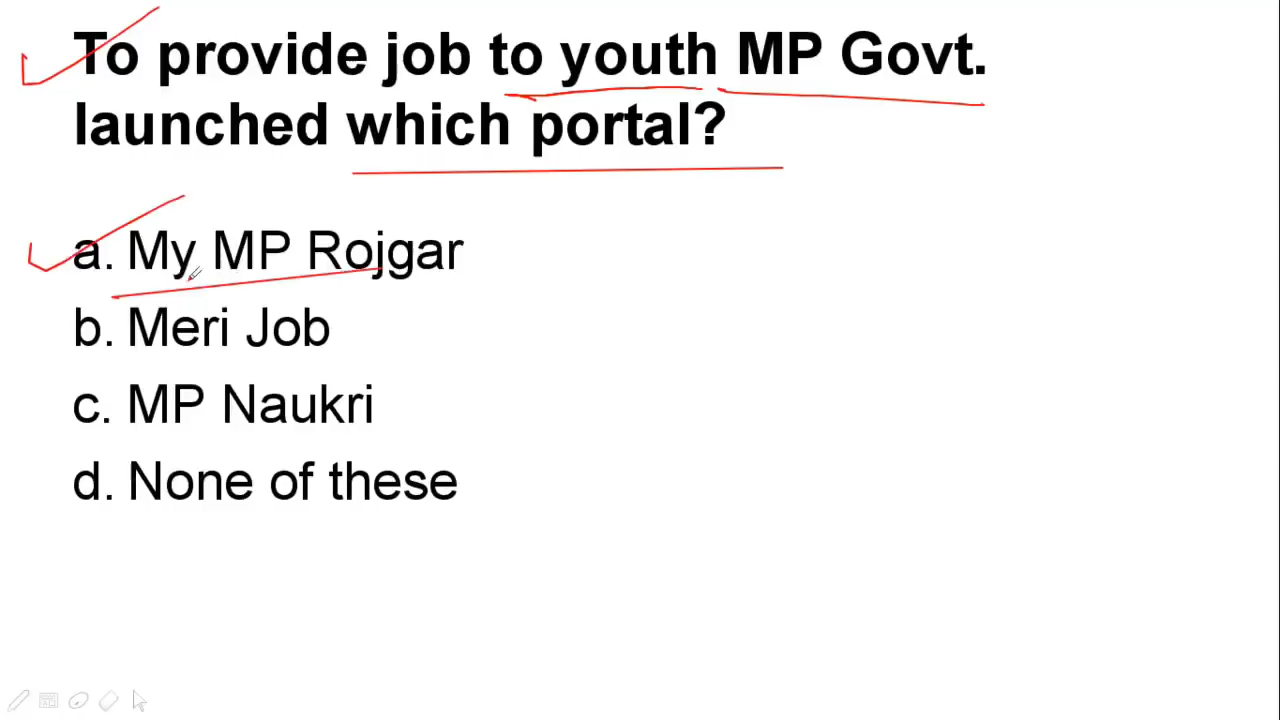 To provide job to youth MP Govt.
launched which portal?
a. My MP Rojgar
b. Meri Job
c. MP Naukri
d. None of these